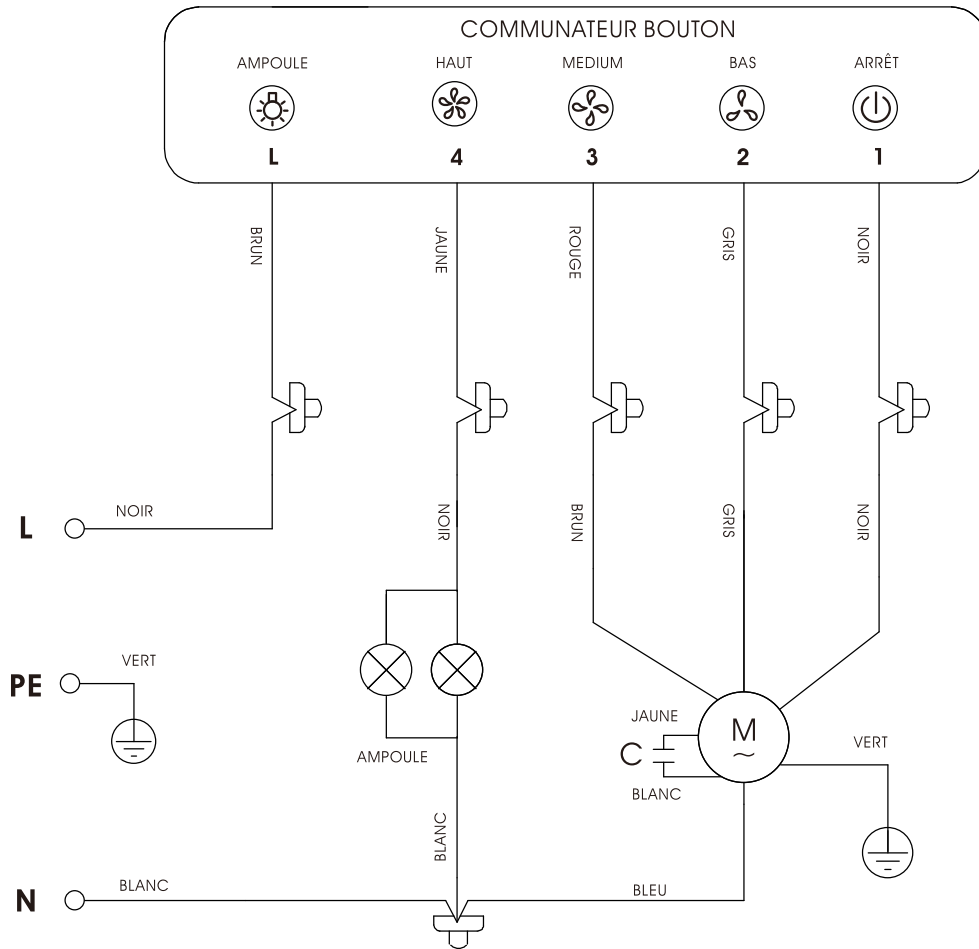 COMMUNATEUR BOUTON
AMPOULE HAUT MEDIUM BAS ARRÊT
L 4 3 2 1
BRUN JAUNE ROUGE GRIS NOIR
L NOIR
NOIR BRUN GRIS NOIR
PE VERT
AMPOULE
JAUNE
C
BLANC
M
~
VERT
BLANC
N BLANC
BLEU